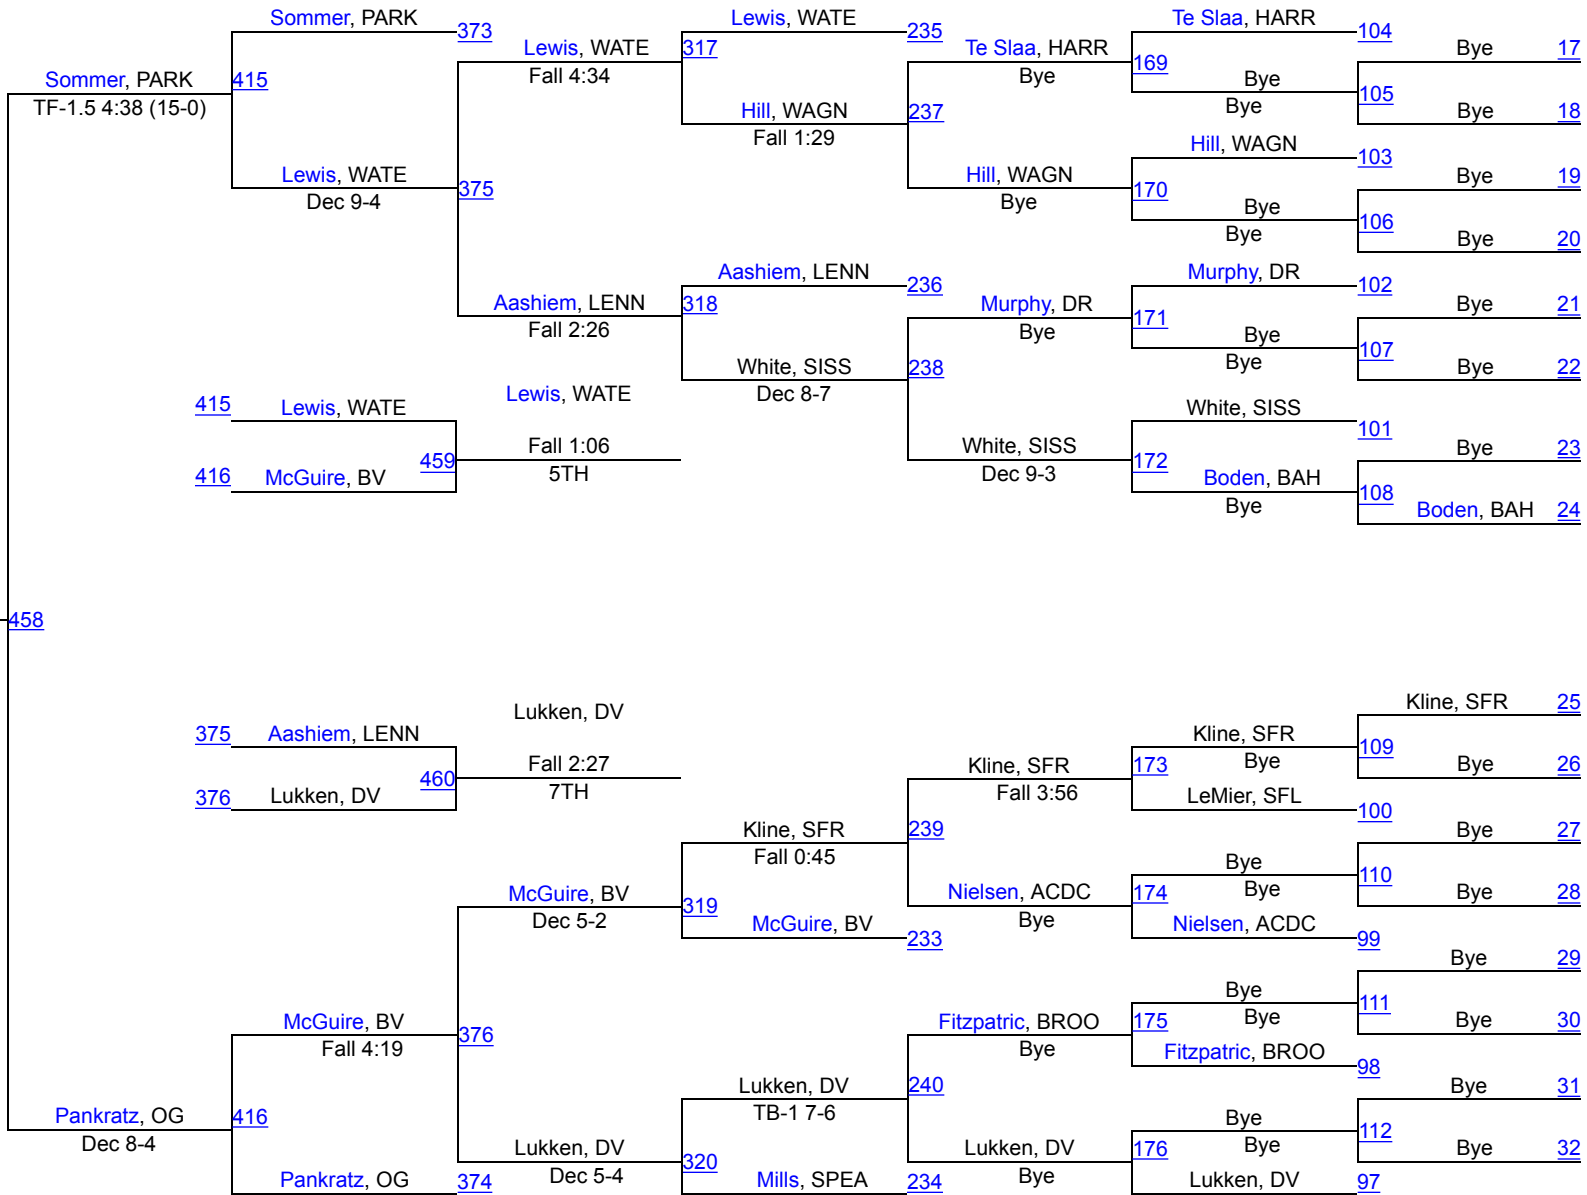 Sommer, PARK
373
Lewis, WATE
235
Te Slaa, HARR
104
Lewis, WATE
Fall 4:34
317
Te Slaa, HARR
Bye
169
Bye
17
Sommer, PARK
TF-1.5 4:38 (15-0)
415
Bye
Bye
105
Hill, WAGN
Fall 1:29
237
Bye
18
Hill, WAGN
103
Lewis, WATE
Dec 9-4
375
Hill, WAGN
Bye
170
Bye
19
Bye
Bye
106
Bye
20
Aashiem, LENN
236
Murphy, DR
102
Aashiem, LENN
Fall 2:26
318
Murphy, DR
Bye
171
Bye
21
Bye
Bye
107
White, SISS
Dec 8-7
238
Bye
22
415
Lewis, WATE
Lewis, WATE
White, SISS
101
Fall 1:06
5TH
459
White, SISS
Dec 9-3
172
Bye
23
416
McGuire, BV
Boden, BAH
Bye
108
Boden, BAH
24
458
Kline, SFR
25
Lukken, DV
375
Aashiem, LENN
Kline, SFR
Bye
109
Fall 2:27
7TH
460
Kline, SFR
Fall 3:56
173
Bye
26
376
Lukken, DV
LeMier, SFL
100
Kline, SFR
Fall 0:45
239
Bye
27
Bye
Bye
110
McGuire, BV
Dec 5-2
319
Nielsen, ACDC
Bye
174
Bye
28
McGuire, BV
233
Nielsen, ACDC
99
Bye
29
Bye
Bye
111
McGuire, BV
Fall 4:19
376
Fitzpatric, BROO
Bye
175
Bye
30
Fitzpatric, BROO
98
Lukken, DV
TB-1 7-6
240
Bye
31
Pankratz, OG
Dec 8-4
416
Bye
Bye
112
Lukken, DV
Dec 5-4
320
Lukken, DV
Bye
176
Bye
32
Pankratz, OG
374
Mills, SPEA
234
Lukken, DV
97